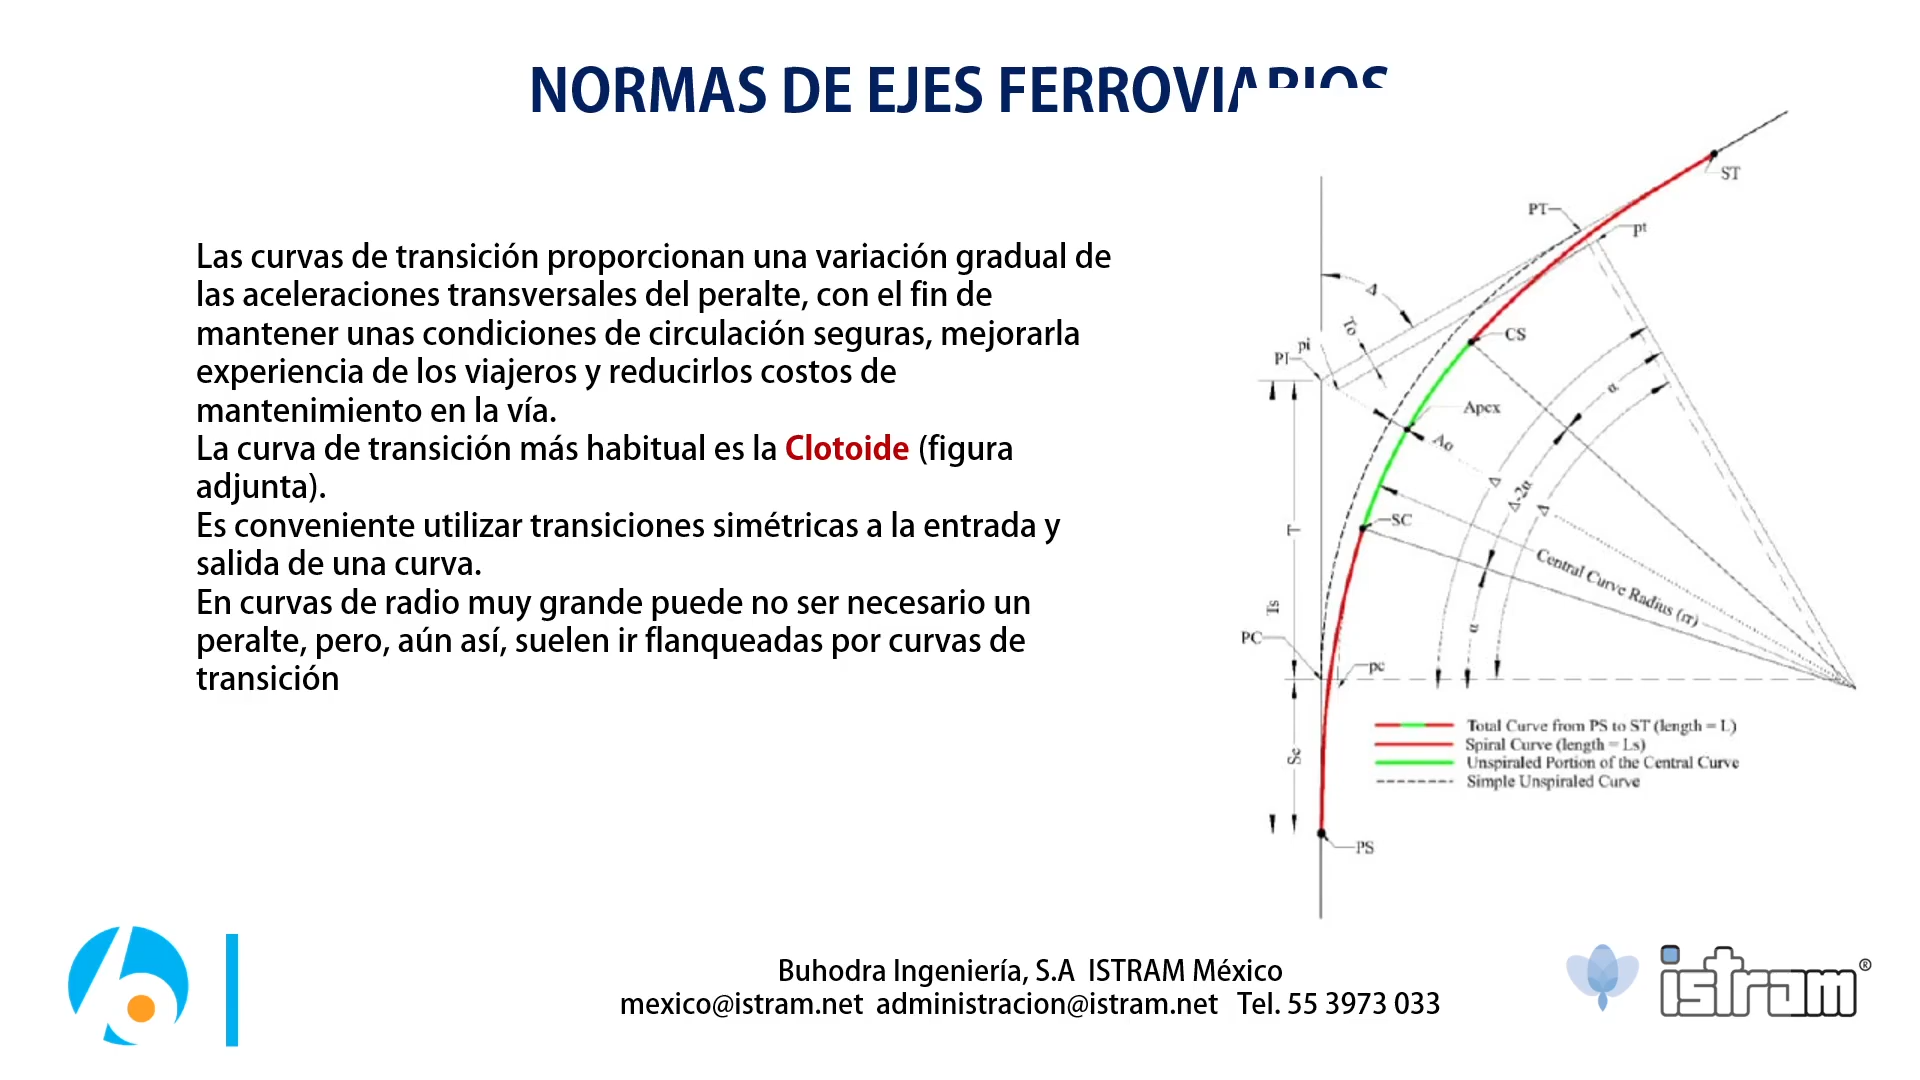 NORMAS DE EJES FERROVIARIOS
Las curvas de transición proporcionan una variación gradual de
las aceleraciones transversales del peralte, con el fin de
mantener unas condiciones de circulación seguras, mejorarla
experiencia de los viajeros y reducirlos costos de
mantenimiento en la vía.
La curva de transición más habitual es la Clotoide (figura
adjunta).
Es conveniente utilizar transiciones simétricas a la entrada y
salida de una curva.
En curvas de radio muy grande puede no ser necesario un
peralte, pero, aún así, suelen ir flanqueadas por curvas de
transición
ST
PT
pt
Δ
To
CS
pi
PI
α
Apex
Ao
Δ
Δ-2α
Δ
SC
T
Central Curve Radius (rr)
Ts
α
PC
pc
Total Curve from PS to ST (length = L)
Spiral Curve (length = Ls)
Unspiraled Portion of the Central Curve
Simple Unspiraled Curve
Se
PS
Buhodra Ingeniería, S.A ISTRAM México
mexico@istram.net administracion@istram.net Tel. 55 3973 033
istram®